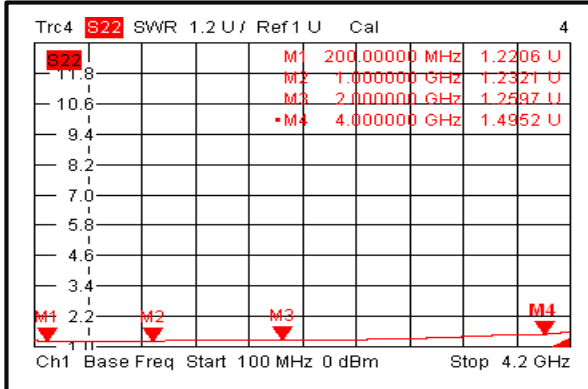 Trc4 S22 SWR 1.2 U / Ref 1 U Cal 4
S22
M1 200.00000 MHz 1.2206 U
11.8
M2 1.000000 GHz 1.2321 U
10.6
M3 2.000000 GHz 1.2597 U
•M4 4.000000 GHz 1.4952 U
9.4
8.2
7.0
5.8
4.6
3.4
2.2
M1 M2 M3 M4
1.0
Ch1 Base Freq Start 100 MHz 0 dBm Stop 4.2 GHz